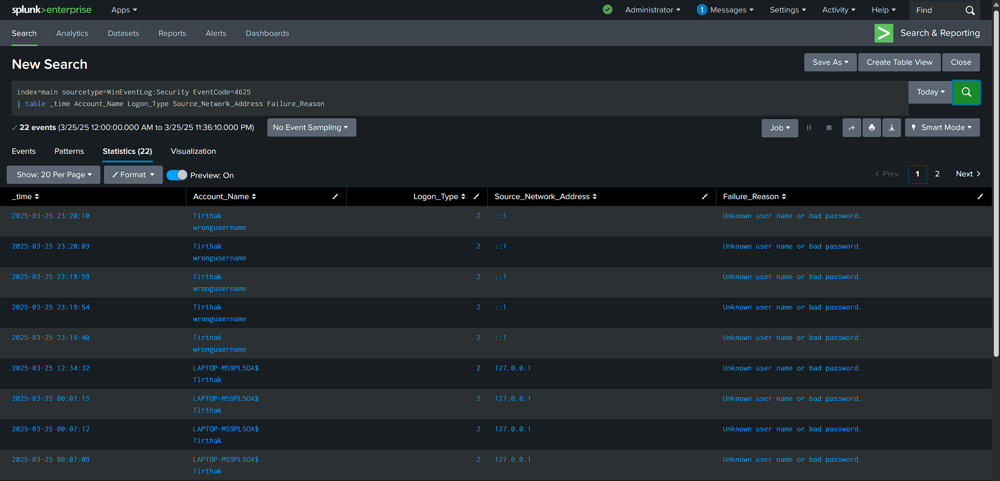 splunk>enterprise Apps Administrator 1 Messages Settings Activity Help Find
Search Analytics Datasets Reports Alerts Dashboards Search & Reporting
New Search Save As Create Table View Close
index=main sourcetype=WinEventLog:Security EventCode=4625 Today
| table _time Account_Name Logon_Type Source_Network_Address Failure_Reason
22 events (3/25/25 12:00:00.000 AM to 3/25/25 11:36:10.000 PM) No Event Sampling Job Smart Mode
Events Patterns Statistics (22) Visualization
Show: 20 Per Page Format Preview: On Prev 1 2 Next
_time Account_Name Logon_Type Source_Network_Address Failure_Reason
2025-03-25 23:20:10 Tirthak 2 ::1 Unknown user name or bad password.
wrongusername
2025-03-25 23:20:03 Tirthak 2 ::1 Unknown user name or bad password.
wrongusername
2025-03-25 23:19:59 Tirthak 2 ::1 Unknown user name or bad password.
wrongusername
2025-03-25 23:19:54 Tirthak 2 ::1 Unknown user name or bad password.
wrongusername
2025-03-25 23:19:40 Tirthak 2 ::1 Unknown user name or bad password.
wrongusername
2025-03-25 12:34:32 LAPTOP-MS9PL5OA$ 2 127.0.0.1 Unknown user name or bad password.
Tirthak
2025-03-25 00:07:15 LAPTOP-MS9PL5OA$ 2 127.0.0.1 Unknown user name or bad password.
Tirthak
2025-03-25 00:07:12 LAPTOP-MS9PL5OA$ 2 127.0.0.1 Unknown user name or bad password.
Tirthak
2025-03-25 00:07:09 LAPTOP-MS9PL5OA$ 2 127.0.0.1 Unknown user name or bad password.
Tirthak